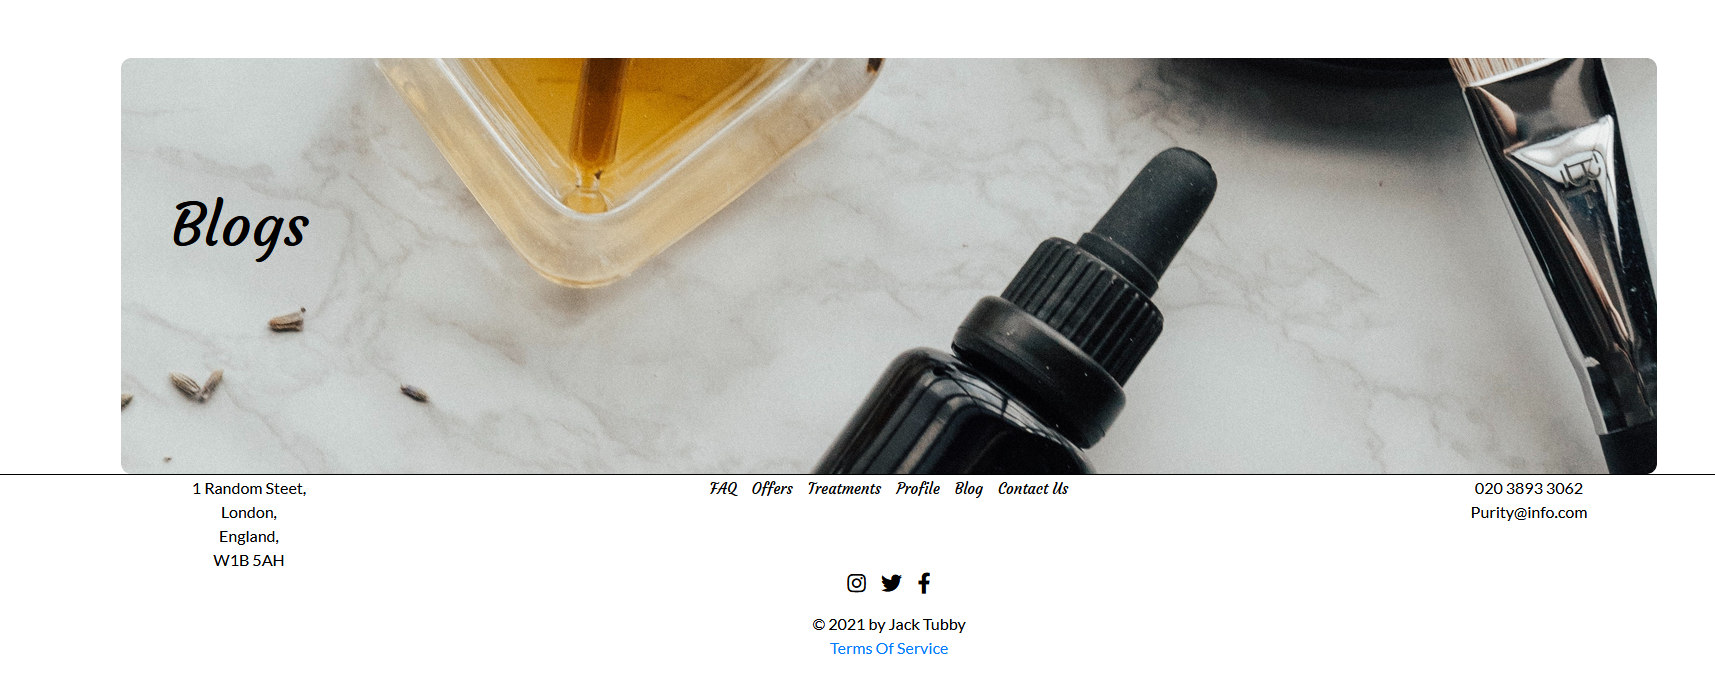 Blogs
1 Random Steet,
London,
England,
W1B 5AH
FAQ Offers Treatments Profile Blog Contact Us
020 3893 3062
Purity@info.com
© 2021 by Jack Tubby
Terms Of Service